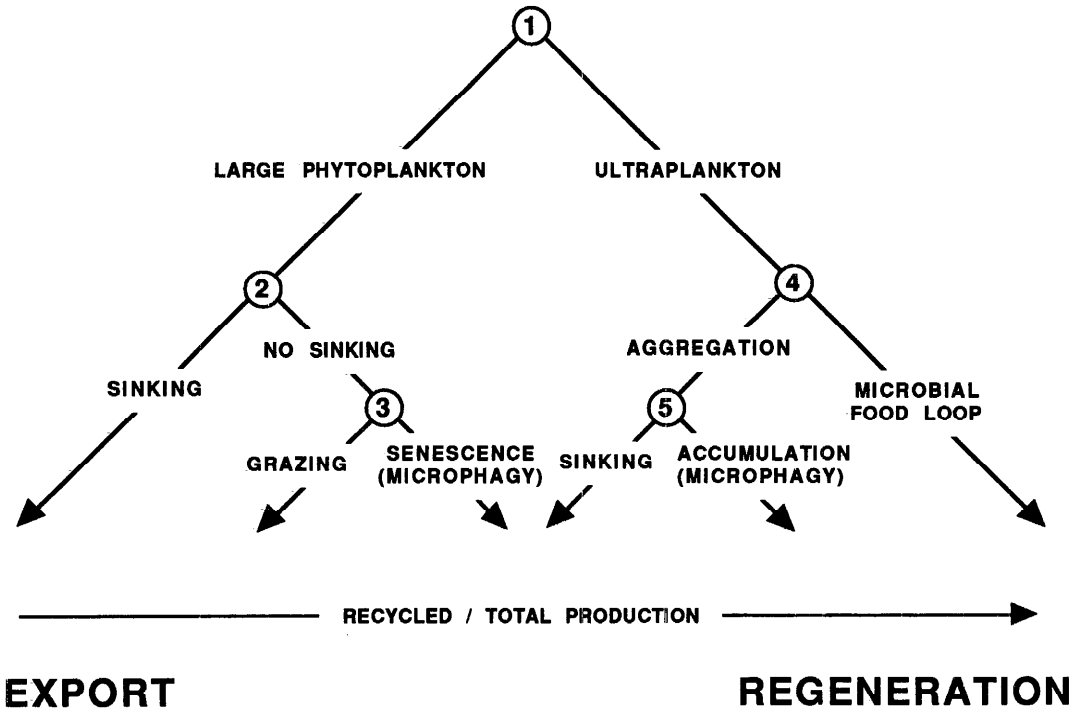 1
LARGE PHYTOPLANKTON
ULTRAPLANKTON
2
4
NO SINKING
AGGREGATION
SINKING
MICROBIAL
FOOD LOOP
3
5
GRAZING
SENESCENCE
(MICROPHAGY)
SINKING
ACCUMULATION
(MICROPHAGY)
RECYCLED / TOTAL PRODUCTION
EXPORT
REGENERATION